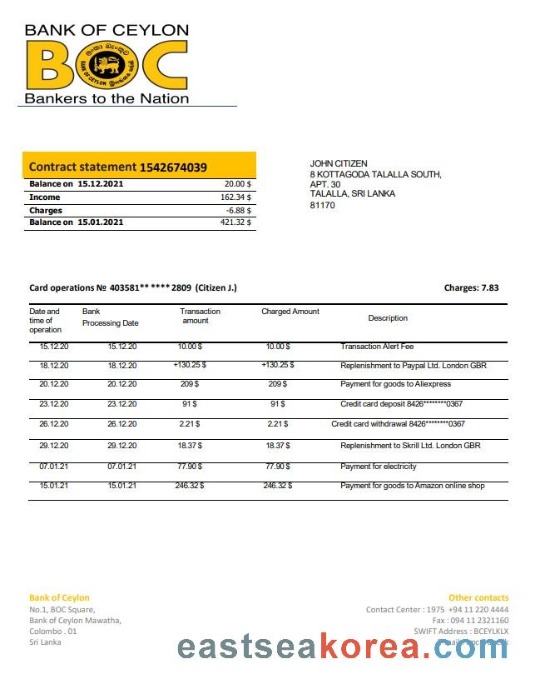 BANK OF CEYLON
BOC
Bankers to the Nation
Contract statement 1542674039
Balance on 15.12.2021 20.00 $
Income 162.34 $
Charges -6.88 $
Balance on 15.01.2021 421.32 $
JOHN CITIZEN
8 KOTTAGODA TALALLA SOUTH,
APT. 30
TALALLA, SRI LANKA
81170
Card operations № 403581** ****2809 (Citizen J.) Charges: 7.83
Date and time of operation Bank Processing Date Transaction amount Charged Amount Description
15.12.20 15.12.20 10.00 $ 10.00 $ Transaction Alert Fee
18.12.20 18.12.20 +130.25 $ +130.25 $ Replenishment to Paypal Ltd. London GBR
20.12.20 20.12.20 209 $ 209 $ Payment for goods to Aliexpress
23.12.20 23.12.20 91 $ 91 $ Credit card deposit 8426********0367
26.12.20 26.12.20 2.21 $ 2.21 $ Credit card withdrawal 8426********0367
29.12.20 29.12.20 18.37 $ 18.37 $ Replenishment to Skrill Ltd. London GBR
07.01.21 07.01.21 77.90 $ 77.90 $ Payment for electricity
15.01.21 15.01.21 246.32 $ 246.32 $ Payment for goods to Amazon online shop
Bank of Ceylon
No.1, BOC Square,
Bank of Ceylon Mawatha,
Colombo . 01
Sri Lanka
Other contacts
Contact Center : 1975 +94 11 220 4444
Fax : 094 11 2321160
SWIFT Address : BCEYLKLX
eastseakorea.com